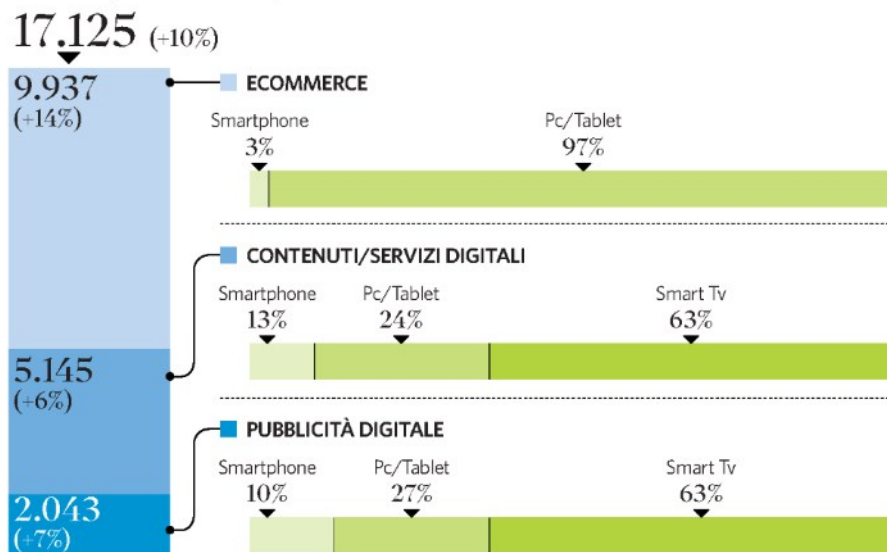 17.125 (+10%)
9.937
(+14%)
ECOMMERCE
Smartphone Pc/Tablet
3% 97%
CONTENUTI/SERVIZI DIGITALI
Smartphone Pc/Tablet Smart Tv
13% 24% 63%
5.145
(+6%)
PUBBLICITÀ DIGITALE
Smartphone Pc/Tablet Smart Tv
10% 27% 63%
2.043
(+7%)